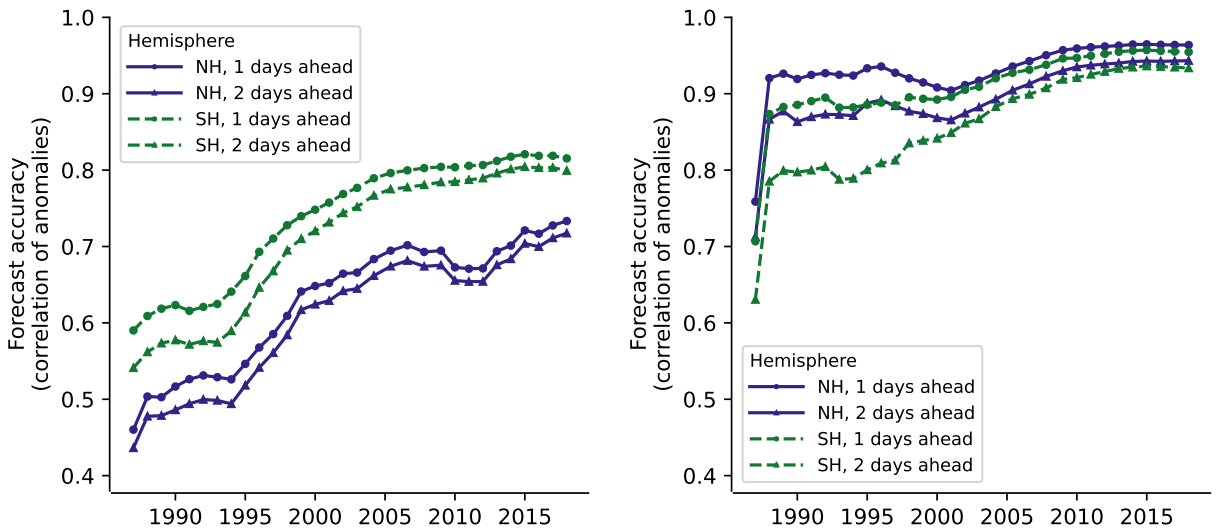 1.0
0.9
0.8
0.7
0.6
0.5
0.4
Forecast accuracy
(correlation of anomalies)
Hemisphere
NH, 1 days ahead
NH, 2 days ahead
SH, 1 days ahead
SH, 2 days ahead
1990 1995 2000 2005 2010 2015
1.0
0.9
0.8
0.7
0.6
0.5
0.4
Forecast accuracy
(correlation of anomalies)
Hemisphere
NH, 1 days ahead
NH, 2 days ahead
SH, 1 days ahead
SH, 2 days ahead
1990 1995 2000 2005 2010 2015